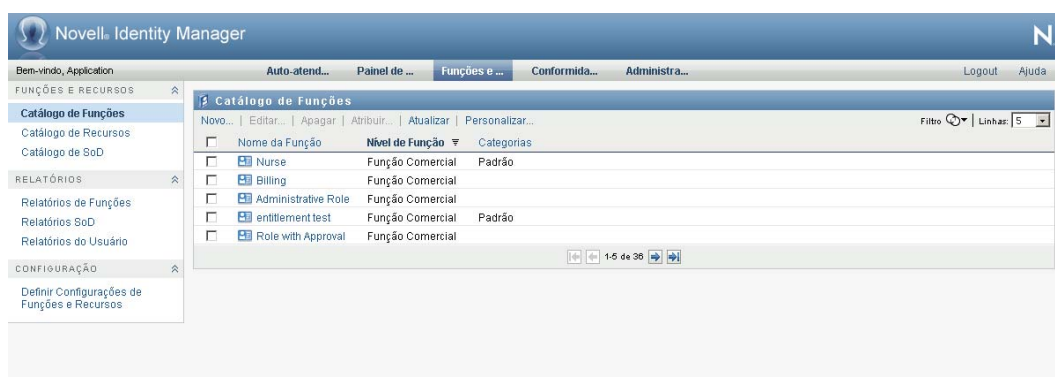 Novell® Identity Manager
N
Bem-vindo, Application
Auto-atend... Painel de ... Funções e ... Conformida... Administra...
Logout Ajuda
FUNÇÕES E RECURSOS
Catálogo de Funções
Catálogo de Recursos
Catálogo de SoD
RELATÓRIOS
Relatórios de Funções
Relatórios SoD
Relatórios do Usuário
CONFIGURAÇÃO
Definir Configurações de
Funções e Recursos
Catálogo de Funções
Novo... | Editar... | Apagar | Atribuir... | Atualizar | Personalizar...
Filtro | Linhas: 5
Nome da Função Nível de Função Categorias
Nurse Função Comercial Padrão
Billing Função Comercial
Administrative Role Função Comercial
entitlement test Função Comercial Padrão
Role with Approval Função Comercial
1-5 de 36